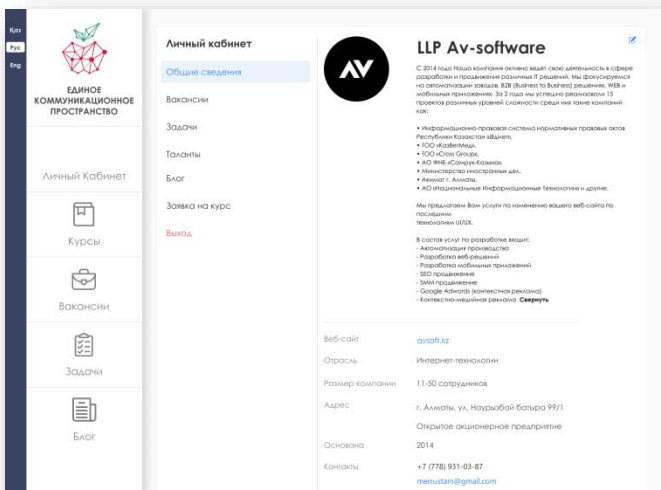 Қаз
Рус
Eng
ЕДИНОЕ
КОММУНИКАЦИОННОЕ
ПРОСТРАНСТВО
Личный Кабинет
Курсы
Вакансии
Задачи
Блог
Личный кабинет
Общие сведения
Вакансии
Задачи
Таланты
Блог
Заявка на курс
Выход
AV
LLP Av-software
С 2014 года Наша компания активно ведёт свою деятельность в сфере
разработки и продвижения различных IT решений. Мы фокусируемся
на автоматизации заводов, B2B (Business to Business) решениях, WEB и
мобильных приложениях. За 2 года мы успешно реализовали 15
проектов различных уровней сложности среди них такие компаний
как:
• Информационно-правовая система нормативных правовых актов
Республики Казахстан «Әділет»,
• ТОО «КазВетМед»,
• ТОО «Cross Group»,
• АО ФНБ «Самрук-Казына»,
• Министерство иностранных дел,
• Акимат г. Алматы,
• АО «Национальные Информационные Технологии» и другие.
Мы предлагаем Вам услуги по изменению вашего веб-сайта по
последним
технологиям UI/UX.
В состав услуг по разработке входит:
- Автоматизация производства
- Разработка веб-решений
- Разработка мобильных приложений
- SEO продвижение
- SMM продвижение
- Google Adwords (контекстная реклама)
- Контекстно-медийная реклама Свернуть
Веб-сайт avsoft.kz
Отрасль Интернет-технологии
Размер компании 11-50 сотрудников
Адрес г. Алматы, ул. Наурызбай батыра 99/1
Открытое акционерное предприятие
Основана 2014
Контакты +7 (778) 931-03-87
merrustam@gmail.com